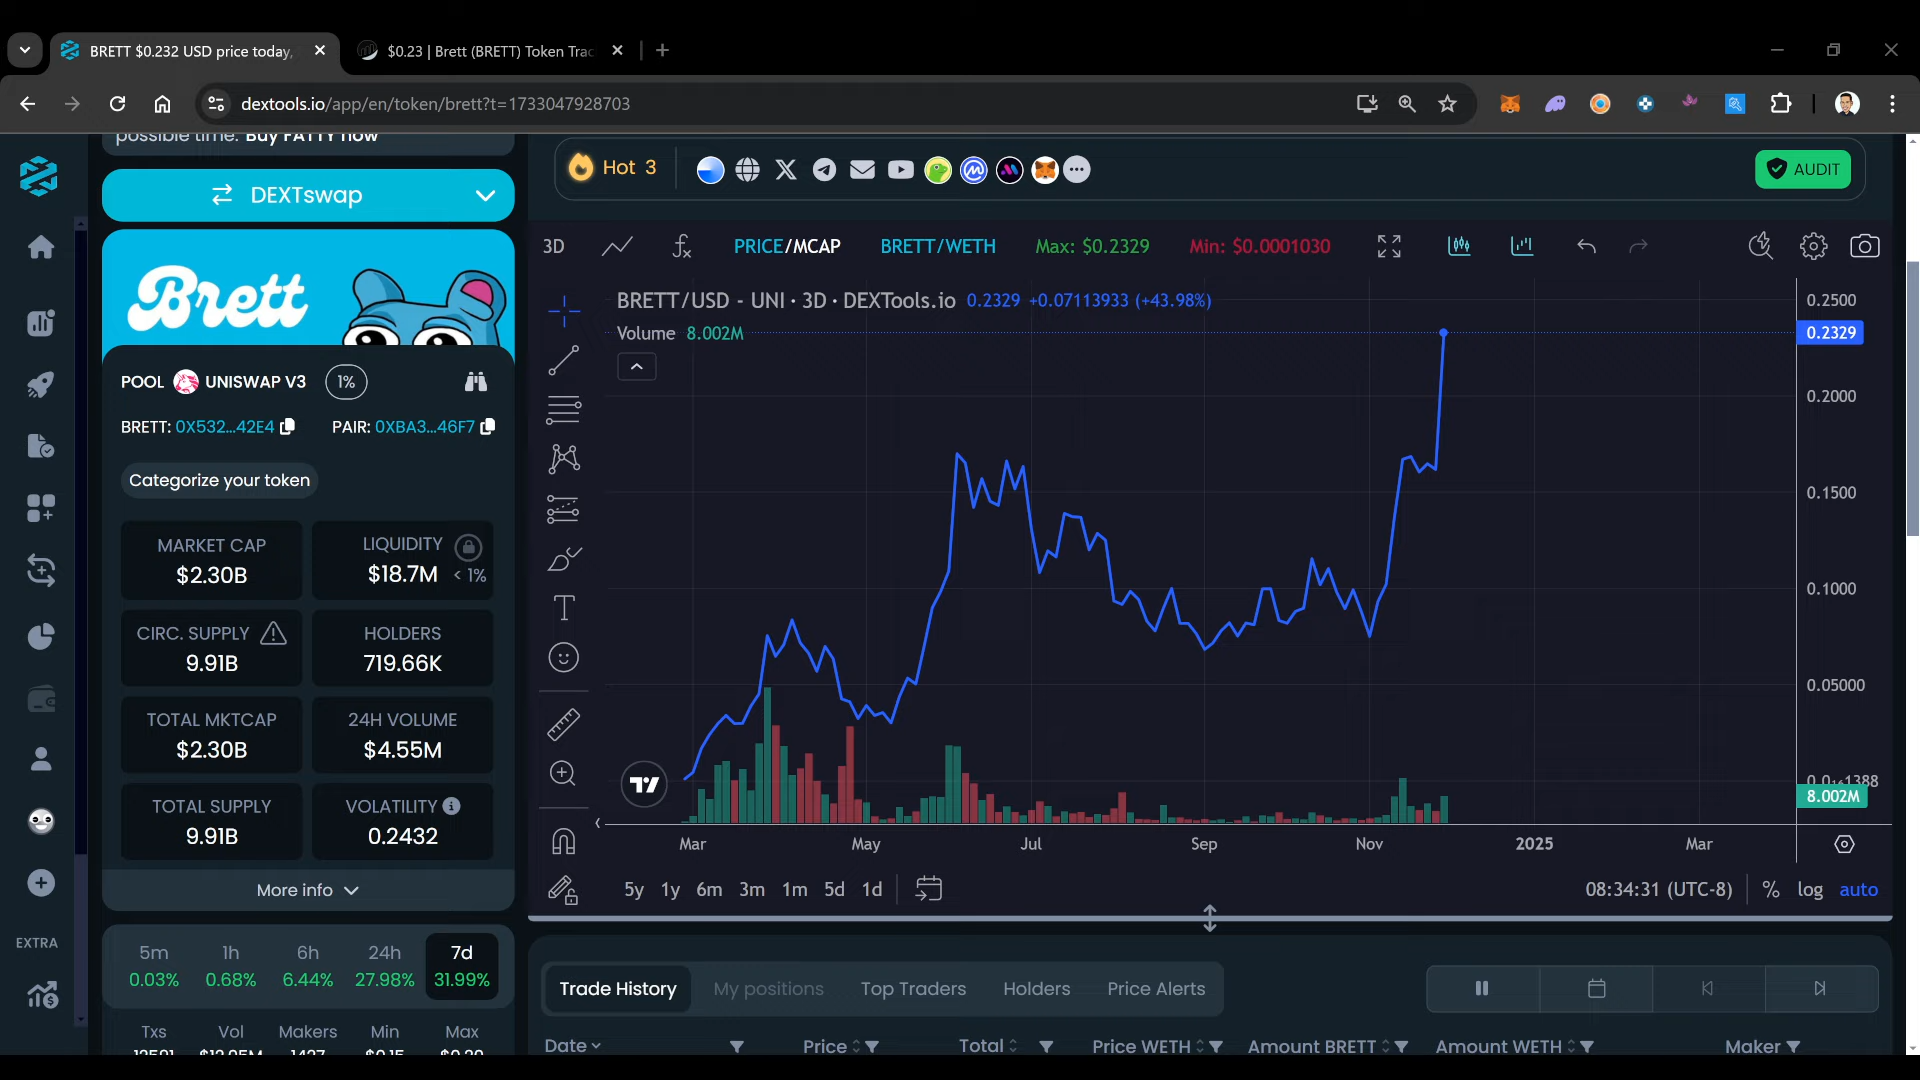 BRETT $0.232 USD price today,
$0.23 | Brett (BRETT) Token Trac
dextools.io/app/en/token/brett?t=1733047928703
possible time. Buy FATTY now
Hot 3
AUDIT
DEXTswap
3D
PRICE/MCAP
BRETT/WETH
Max: $0.2329
Min: $0.0001030
Brett
BRETT/USD - UNI · 3D · DEXTools.io 0.2329 +0.07113933 (+43.98%)
Volume 8.002M
0.2500
0.2329
0.2000
0.1500
0.1000
0.05000
8.002M
POOL UNISWAP V3 1%
BRETT: 0X532...42E4
PAIR: 0XBA3...46F7
Categorize your token
MARKET CAP
$2.30B
LIQUIDITY
$18.7M < 1%
CIRC. SUPPLY
9.91B
HOLDERS
719.66K
TOTAL MKTCAP
$2.30B
24H VOLUME
$4.55M
TOTAL SUPPLY
9.91B
VOLATILITY
0.2432
More info
Mar May Jul Sep Nov 2025 Mar
5y 1y 6m 3m 1m 5d 1d
08:34:31 (UTC-8) % log auto
EXTRA
5m 1h 6h 24h 7d
0.03% 0.68% 6.44% 27.98% 31.99%
Txs Vol Makers Min Max
Trade History My positions Top Traders Holders Price Alerts
Date Price Total Price WETH Amount BRETT Amount WETH Maker